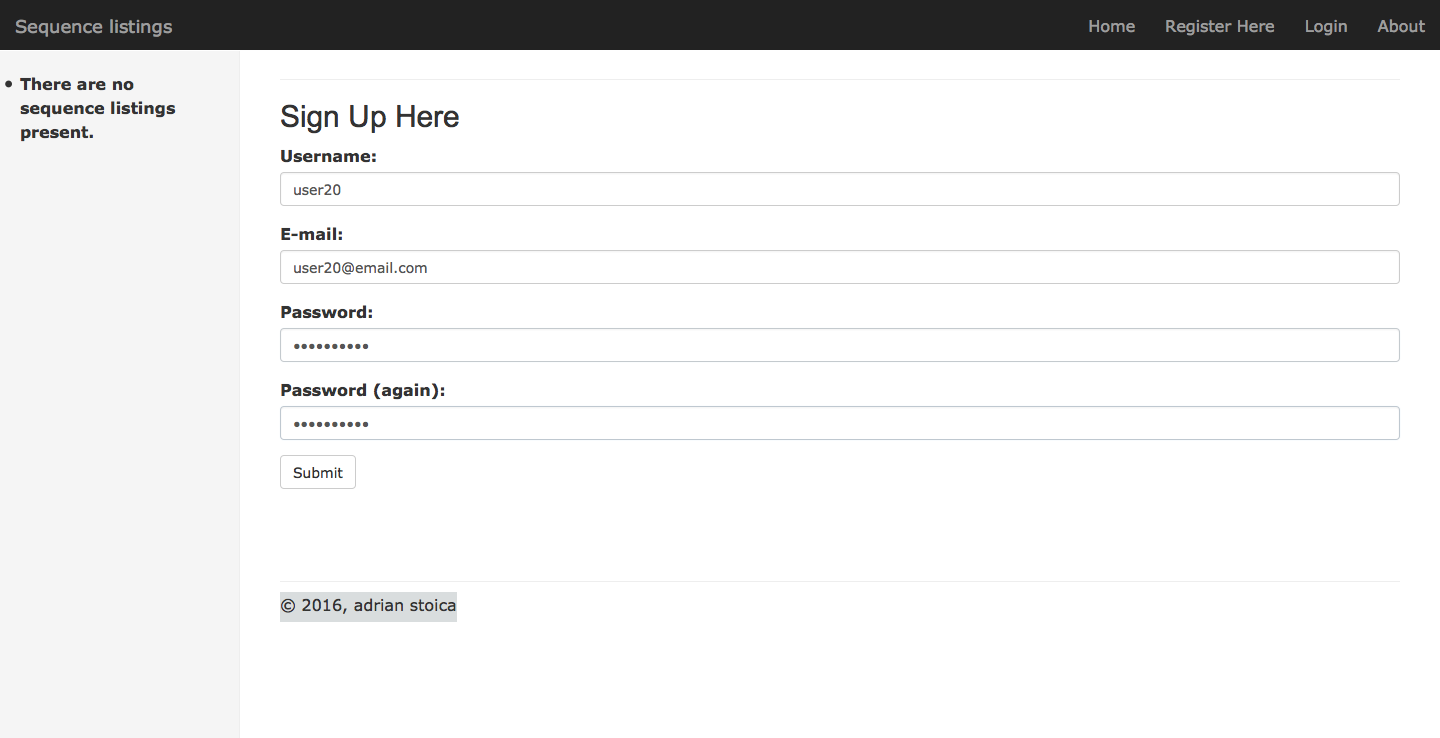 Sequence listings Home Register Here Login About
• There are no
sequence listings
present.
Sign Up Here
Username:
user20
E-mail:
user20@email.com
Password:
••••••••••
Password (again):
••••••••••
Submit
© 2016, adrian stoica